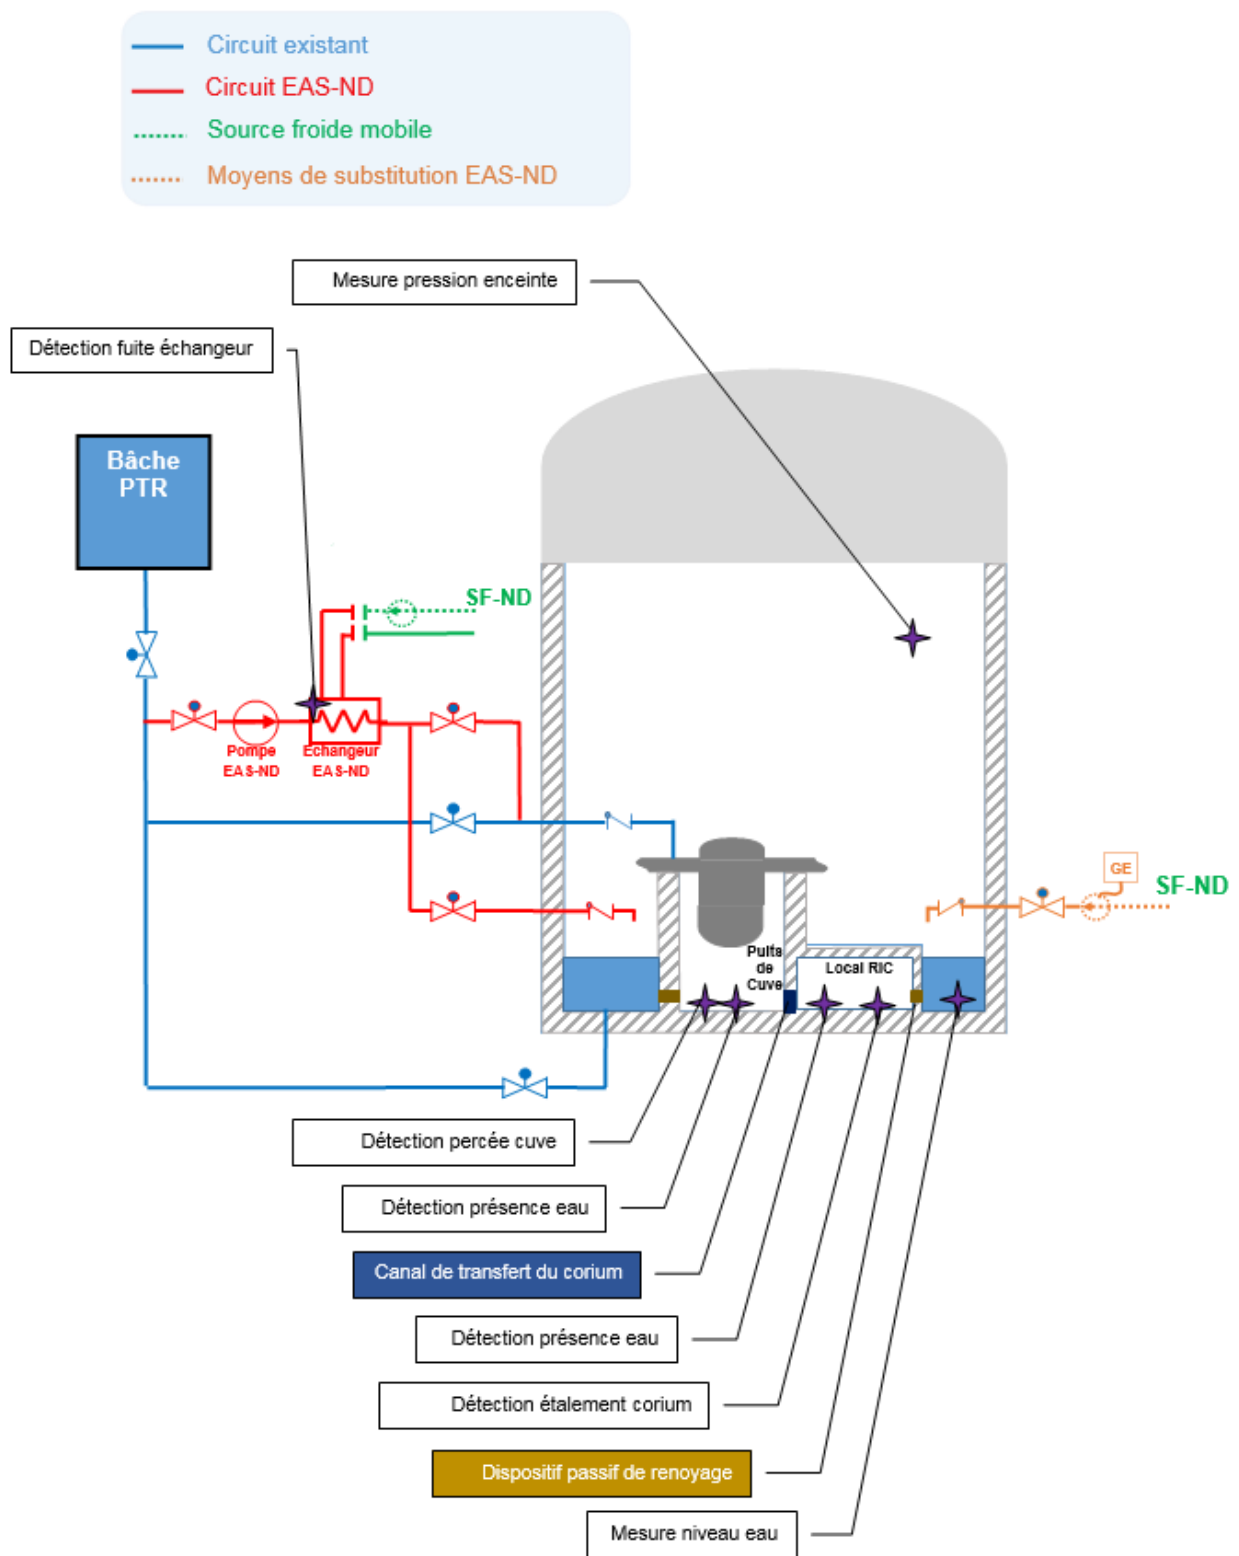 Circuit existant
Circuit EAS-ND
Source froide mobile
Moyens de substitution EAS-ND
Mesure pression enceinte
Détection fuite échangeur
Bâche
PTR
SF-ND
Pompe
EAS-ND
Echangeur
EAS-ND
GE
SF-ND
Puits
de
Cuve
Local RIC
Détection percée cuve
Détection présence eau
Canal de transfert du corium
Détection présence eau
Détection étalement corium
Dispositif passif de renoyage
Mesure niveau eau